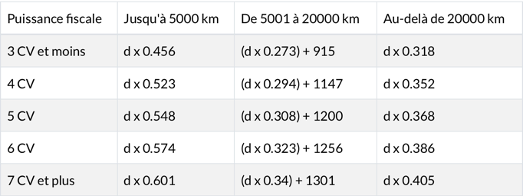 Puissance fiscale Jusqu'à 5000 km De 5001 à 20000 km Au-delà de 20000 km
3 CV et moins d x 0.456 (d x 0.273) + 915 d x 0.318
4 CV d x 0.523 (d x 0.294) + 1147 d x 0.352
5 CV d x 0.548 (d x 0.308) + 1200 d x 0.368
6 CV d x 0.574 (d x 0.323) + 1256 d x 0.386
7 CV et plus d x 0.601 (d x 0.34) + 1301 d x 0.405